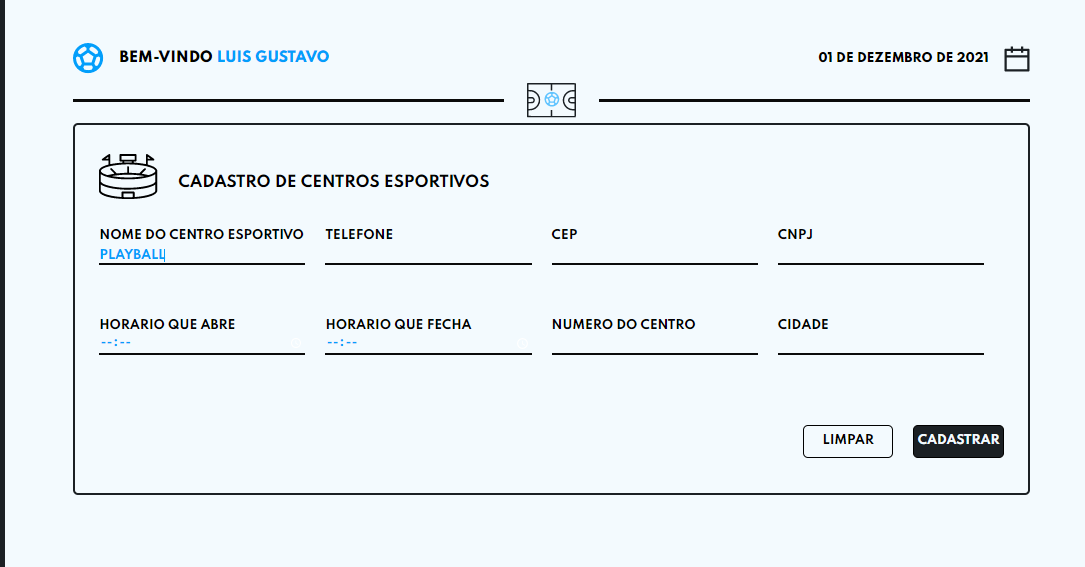 BEM-VINDO LUIS GUSTAVO
01 DE DEZEMBRO DE 2021
CADASTRO DE CENTROS ESPORTIVOS
NOME DO CENTRO ESPORTIVO TELEFONE CEP CNPJ
PLAYBALL
HORARIO QUE ABRE HORARIO QUE FECHA NUMERO DO CENTRO CIDADE
--:-- --:--
LIMPAR CADASTRAR